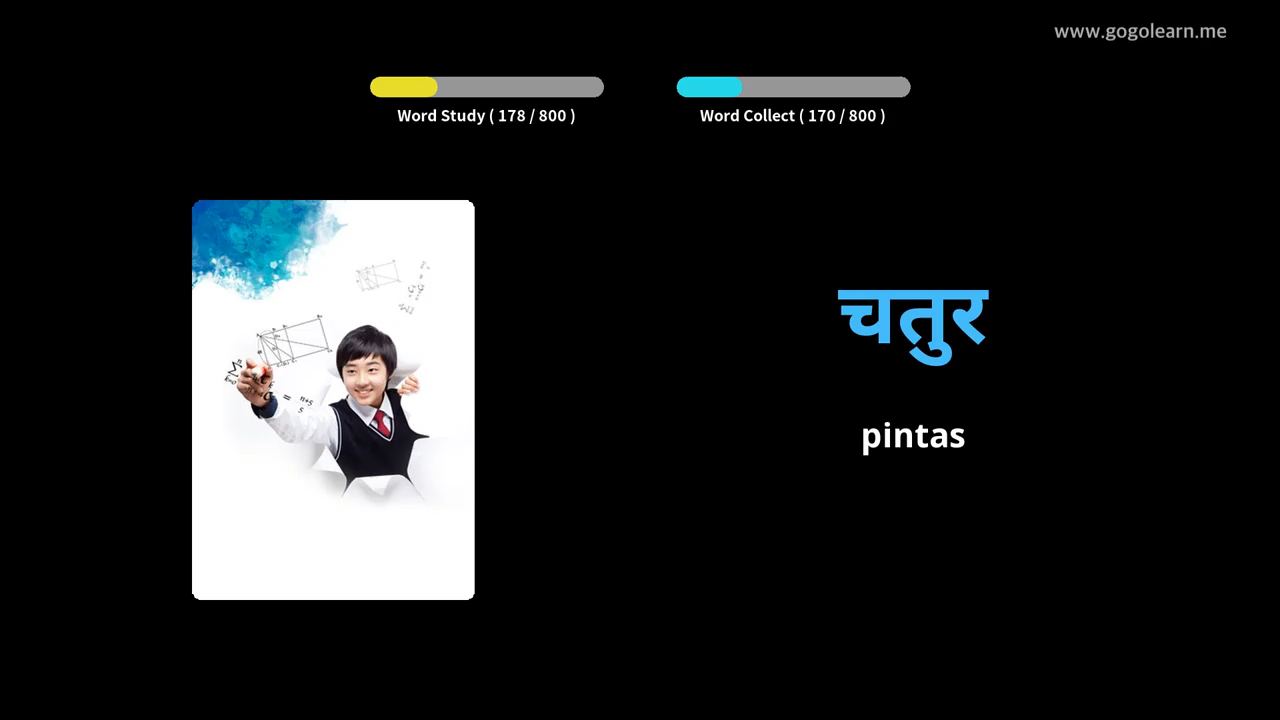 www.gogolearn.me
Word Study ( 178 / 800 )
Word Collect ( 170 / 800 )
चतुर
pintas